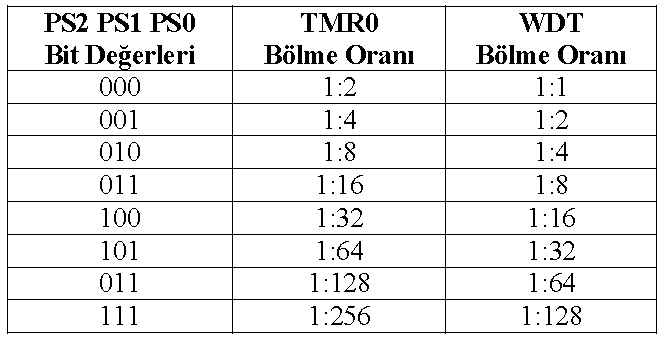 PS2 PS1 PS0 TMR0 WDT
Bit Değerleri Bölme Oranı Bölme Oranı
000 1:2 1:1
001 1:4 1:2
010 1:8 1:4
011 1:16 1:8
100 1:32 1:16
101 1:64 1:32
011 1:128 1:64
111 1:256 1:128